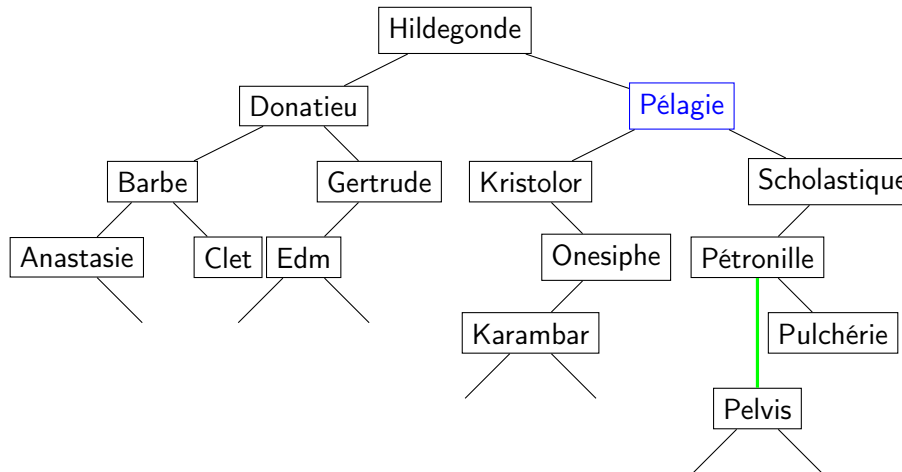 Hildegonde
Donatieu
Pélagie
Barbe
Gertrude
Kristolor
Scholastique
Anastasie
Clet
Edm
Onesiphe
Pétronille
Karambar
Pulchérie
Pelvis